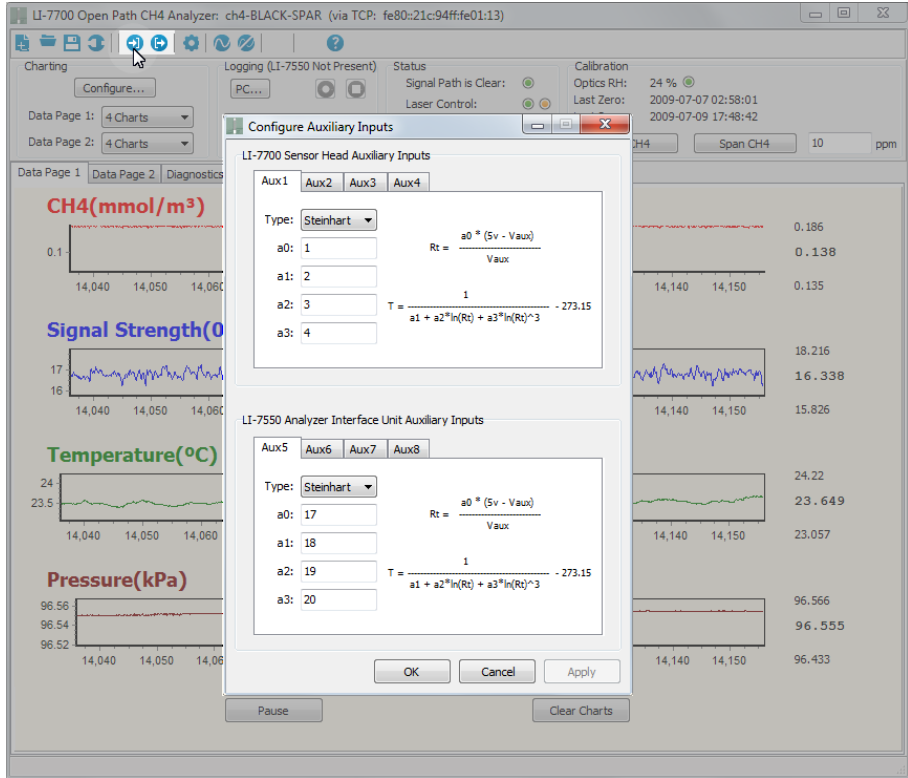 LI-7700 Open Path CH4 Analyzer: ch4-BLACK-SPAR (via TCP: fe80::21c:94ff:fe01:13)
Charting
Configure...
Data Page 1: 4 Charts
Data Page 2: 4 Charts
Logging (LI-7550 Not Present)
PC...
Status
Signal Path is Clear:
Laser Control:
Calibration
Optics RH: 24 %
Last Zero: 2009-07-07 02:58:01
2009-07-09 17:48:42
CH4
Span CH4
10 ppm
Data Page 1 Data Page 2 Diagnostics
CH4(mmol/m³)
0.1
14,040 14,050 14,060
14,140 14,150
0.186
0.138
0.135
Signal Strength(0
17
16
14,040 14,050 14,060
14,140 14,150
18.216
16.338
15.826
Temperature(ºC)
24
23.5
14,040 14,050 14,060
14,140 14,150
24.22
23.649
23.057
Pressure(kPa)
96.56
96.54
96.52
14,040 14,050 14,06
14,140 14,150
96.566
96.555
96.433
Configure Auxiliary Inputs
LI-7700 Sensor Head Auxiliary Inputs
Aux1 Aux2 Aux3 Aux4
Type: Steinhart
a0: 1
a1: 2
a2: 3
a3: 4
a0 * (5v - Vaux)
Rt = ------------------------
Vaux
1
T = ---------------------------------------- - 273.15
a1 + a2*ln(Rt) + a3*ln(Rt)^3
LI-7550 Analyzer Interface Unit Auxiliary Inputs
Aux5 Aux6 Aux7 Aux8
Type: Steinhart
a0: 17
a1: 18
a2: 19
a3: 20
a0 * (5v - Vaux)
Rt = ------------------------
Vaux
1
T = ---------------------------------------- - 273.15
a1 + a2*ln(Rt) + a3*ln(Rt)^3
OK
Cancel
Apply
Pause
Clear Charts